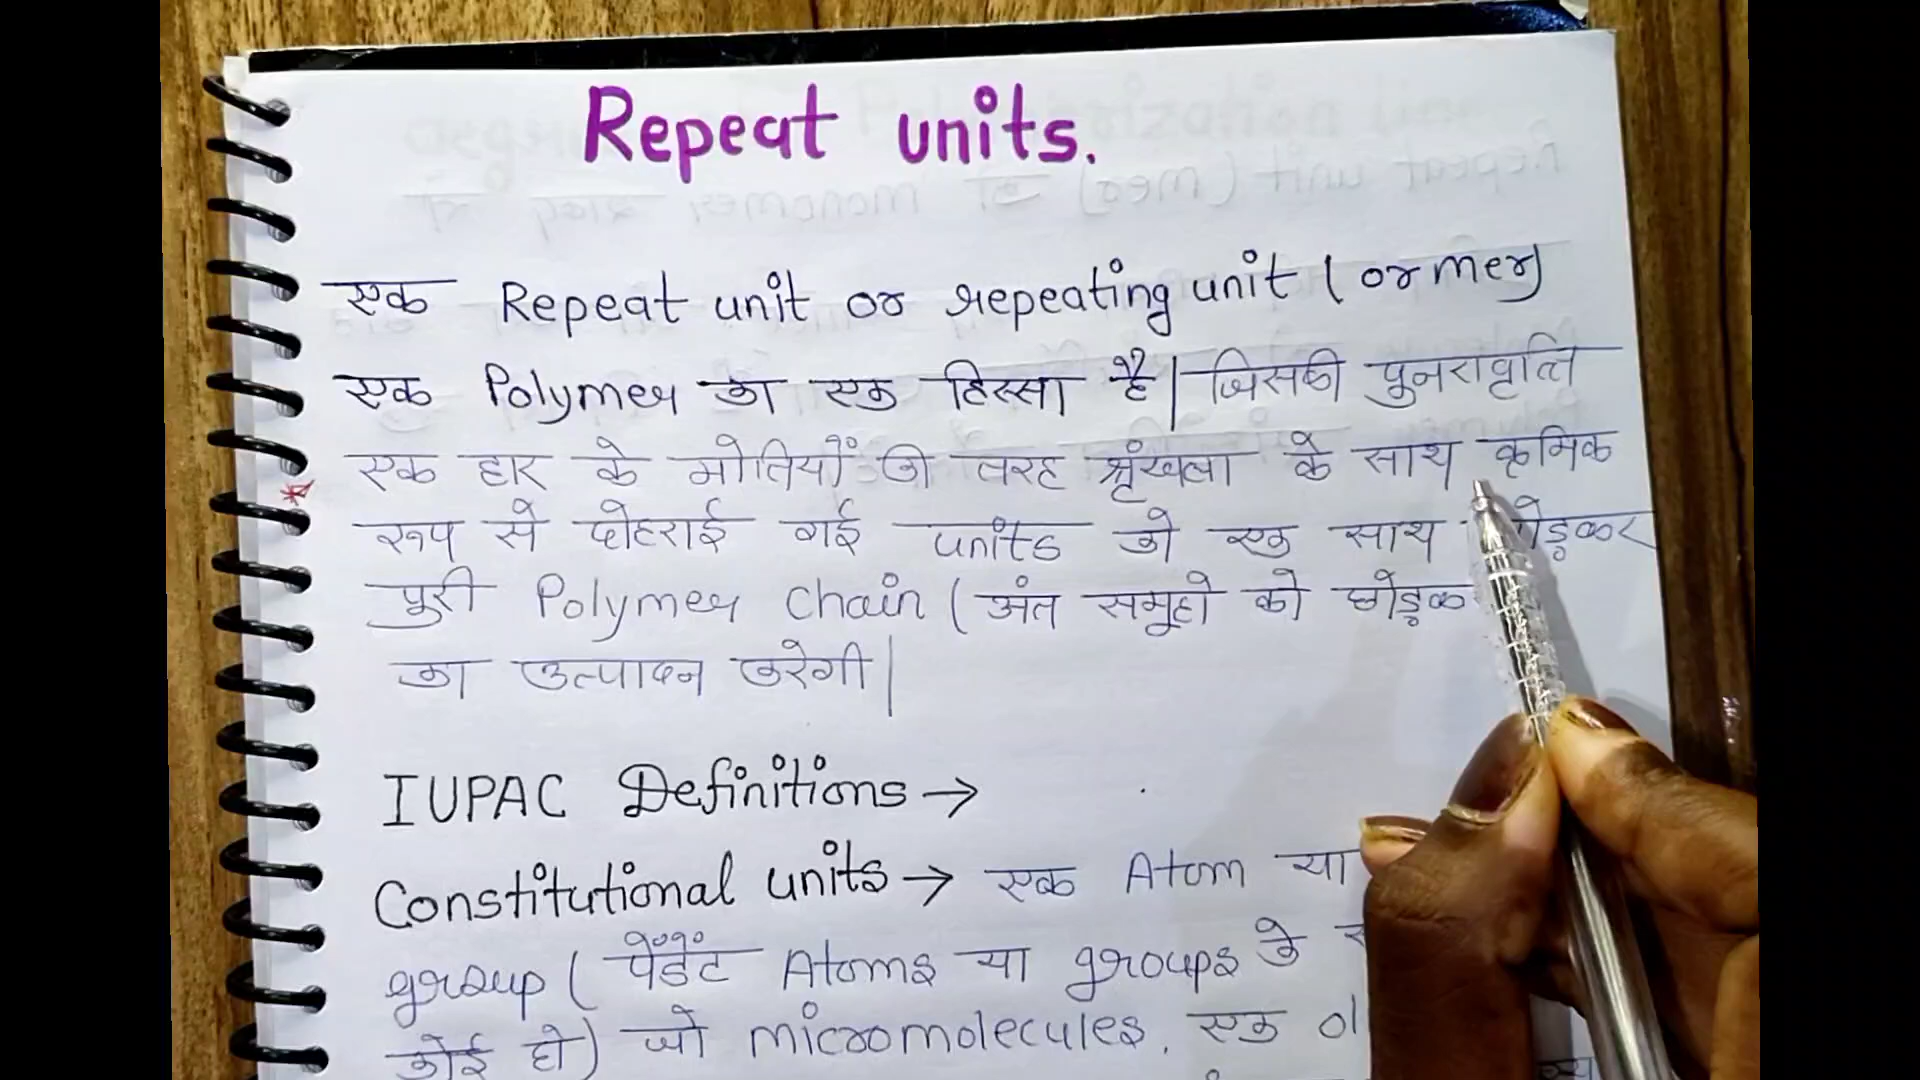 Repeat units.
एक Repeat unit or repeating unit (or mer)
एक Polymer का एक हिस्सा है| जिसकी पुनरावृत्ति
एक हार के मोतियों की तरह श्रृंखला के साथ क्रमिक
रूप से दोहराई गई units को एक साथ जोड़कर
पुरी Polymer Chain (अंत समूहो को छोड़क
का उत्पादन करेगी|
IUPAC Definitions →
Constitutional units → एक Atom या
group ( पेंडेंट Atoms या groups के
कोई हो) जो micromolecules, एक ol